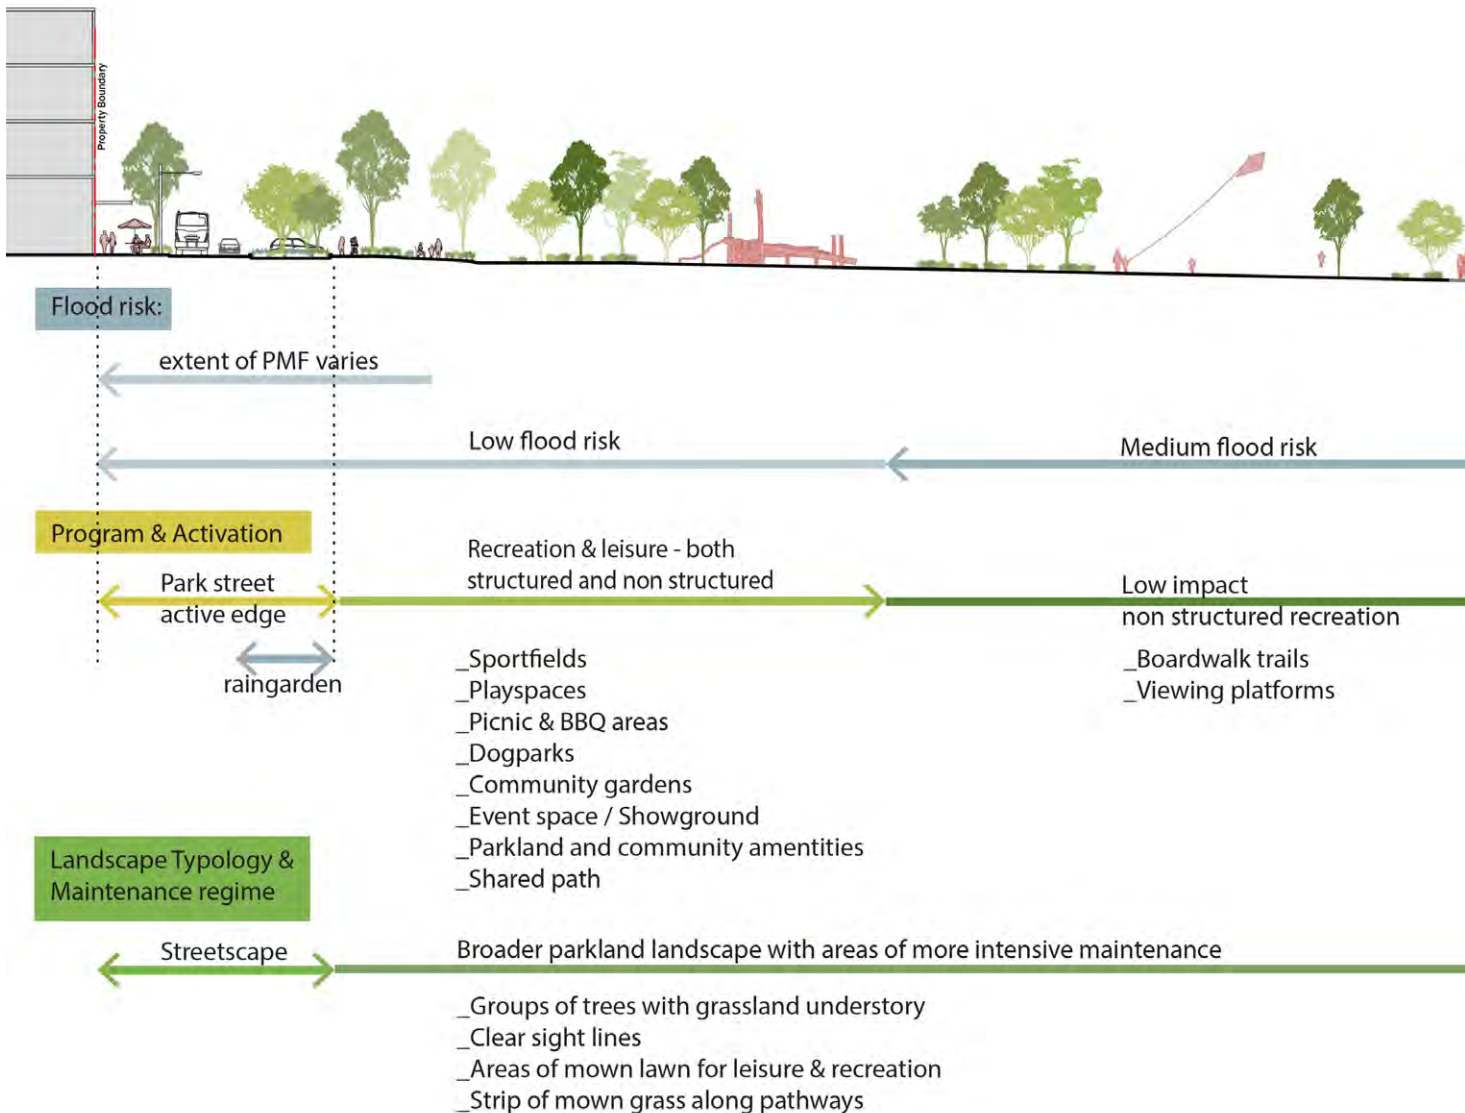 Property Boundary
Flood risk:
extent of PMF varies
Low flood risk
Medium flood risk
Program & Activation
Park street
active edge
raingarden
Recreation & leisure - both
structured and non structured
Low impact
non structured recreation
_Sportfields
_Playspaces
_Picnic & BBQ areas
_Dogparks
_Community gardens
_Event space / Showground
_Parkland and community amentities
_Shared path
_Boardwalk trails
_Viewing platforms
Landscape Typology &
Maintenance regime
Streetscape
Broader parkland landscape with areas of more intensive maintenance
_Groups of trees with grassland understory
_Clear sight lines
_Areas of mown lawn for leisure & recreation
_Strip of mown grass along pathways